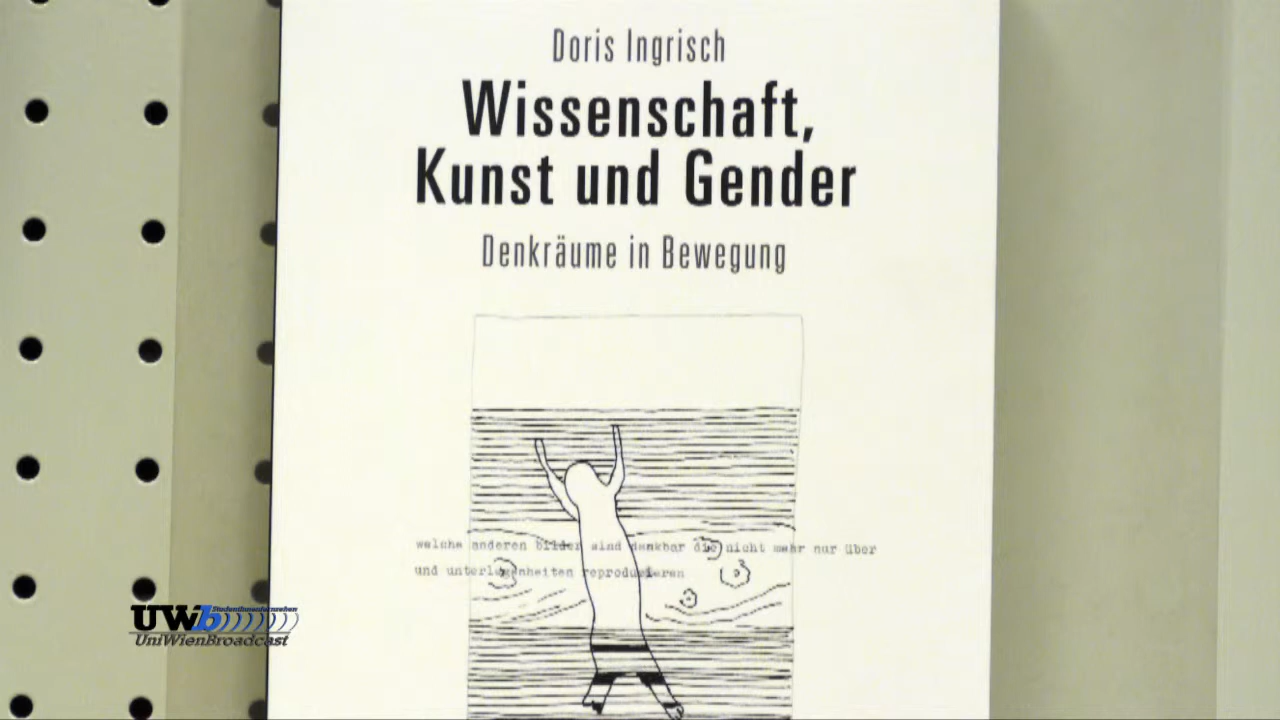 Doris Ingrisch
Wissenschaft,
Kunst und Gender
Denkräume in Bewegung
welche anderen bilder sind denkbar die nicht mehr nur über
und unterlegenheiten reproduzieren
UWb StudentInnenfernsehen
UniWienBroadcast